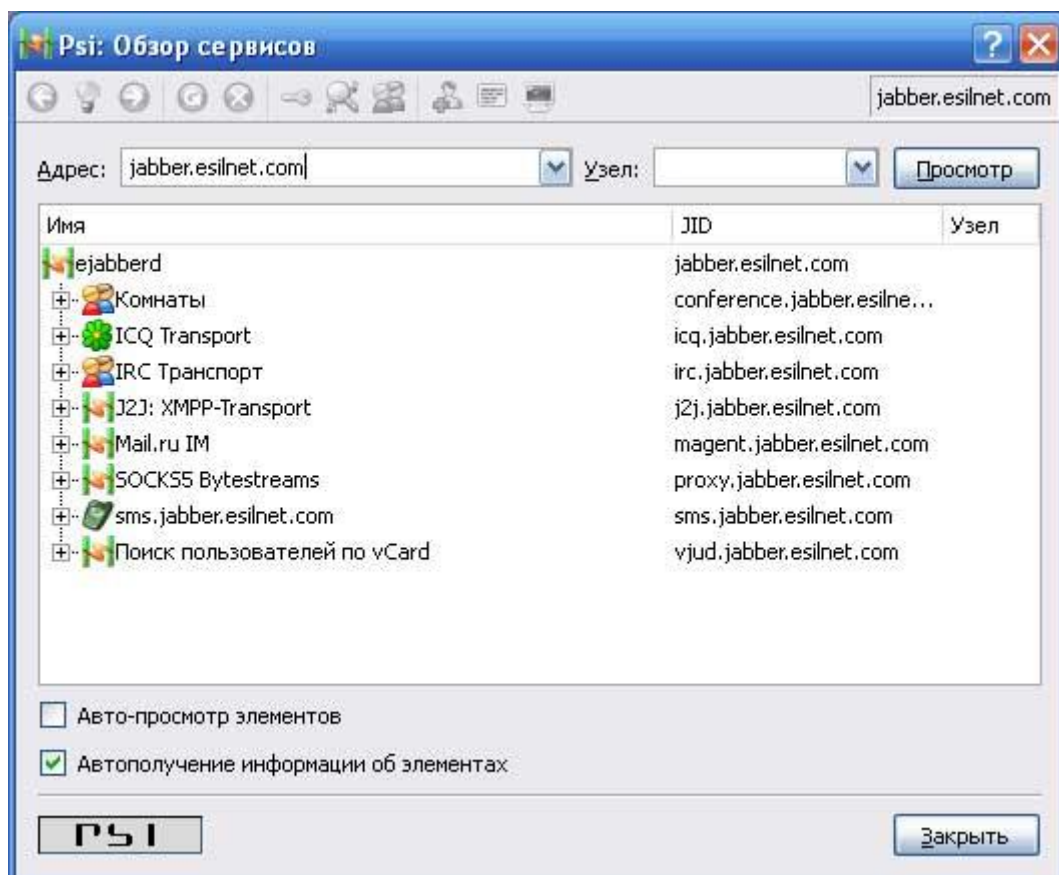 Psi: Обзор сервисов
jabber.esilnet.com
Адрес: jabber.esilnet.com Узел: Просмотр
Имя JID Узел
ejabberd jabber.esilnet.com
Комнаты conference.jabber.esilne...
ICQ Transport icq.jabber.esilnet.com
IRC Транспорт irc.jabber.esilnet.com
J2J: XMPP-Transport j2j.jabber.esilnet.com
Mail.ru IM magent.jabber.esilnet.com
SOCKS5 Bytestreams proxy.jabber.esilnet.com
sms.jabber.esilnet.com sms.jabber.esilnet.com
Поиск пользователей по vCard vjud.jabber.esilnet.com
Авто-просмотр элементов
Автополучение информации об элементах
PSI Закрыть